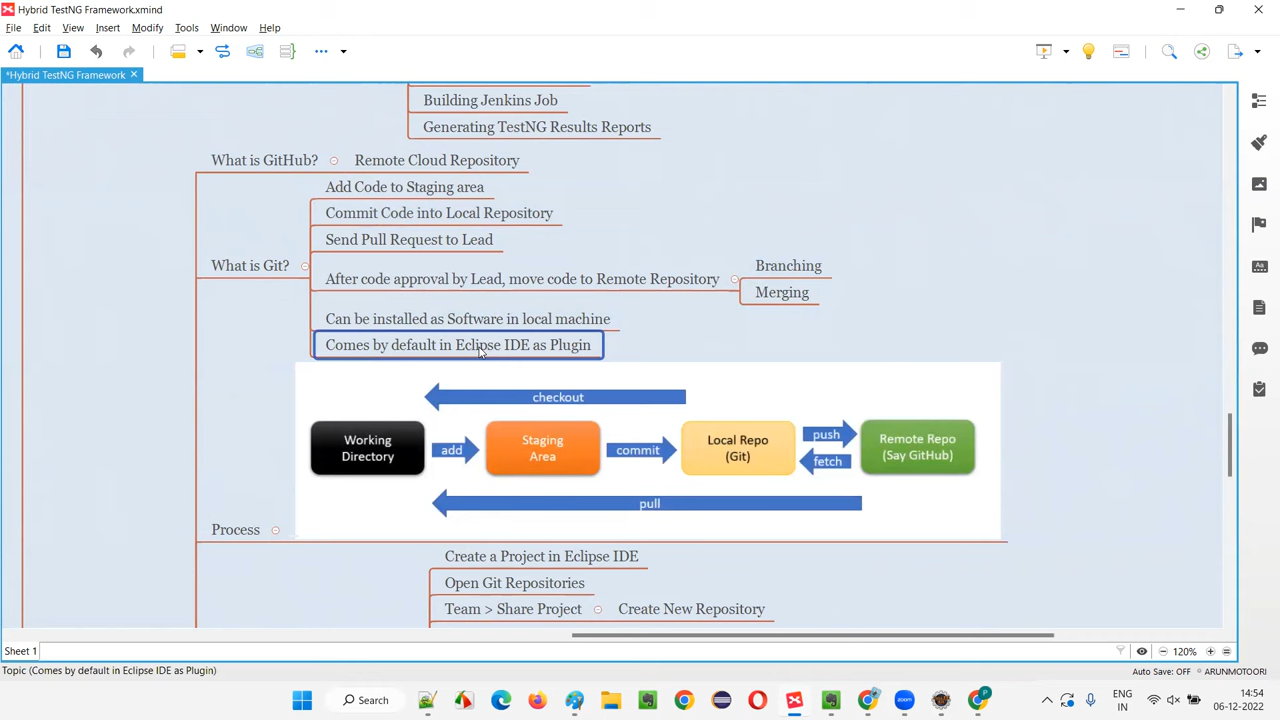 Hybrid TestNG Framework.xmind
File Edit View Insert Modify Tools Window Help
*Hybrid TestNG Framework
Building Jenkins Job
Generating TestNG Results Reports
What is GitHub?
Remote Cloud Repository
Add Code to Staging area
Commit Code into Local Repository
Send Pull Request to Lead
What is Git?
After code approval by Lead, move code to Remote Repository
Branching
Merging
Can be installed as Software in local machine
Comes by default in Eclipse IDE as Plugin
checkout
Working
Directory
add
Staging
Area
commit
Local Repo
(Git)
push
fetch
Remote Repo
(Say GitHub)
pull
Process
Create a Project in Eclipse IDE
Open Git Repositories
Team > Share Project
Create New Repository
Sheet 1
120%
Topic (Comes by default in Eclipse IDE as Plugin)
Auto Save: OFF
ARUNMOTOORI
Search
ENG
IN
14:54
06-12-2022